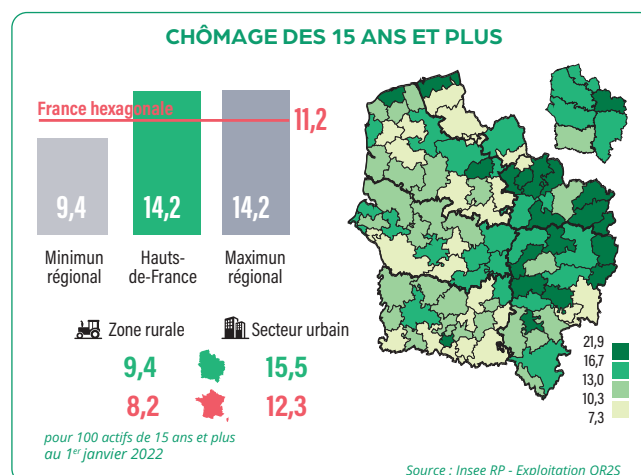 CHÔMAGE DES 15 ANS ET PLUS
France hexagonale
11,2
9,4
14,2
14,2
Minimun
régional
Hauts-
de-France
Maximun
régional
Zone rurale
Secteur urbain
9,4
15,5
8,2
12,3
pour 100 actifs de 15 ans et plus
au 1er janvier 2022
21,9
16,7
13,0
10,3
7,3
Source : Insee RP - Exploitation OR2S